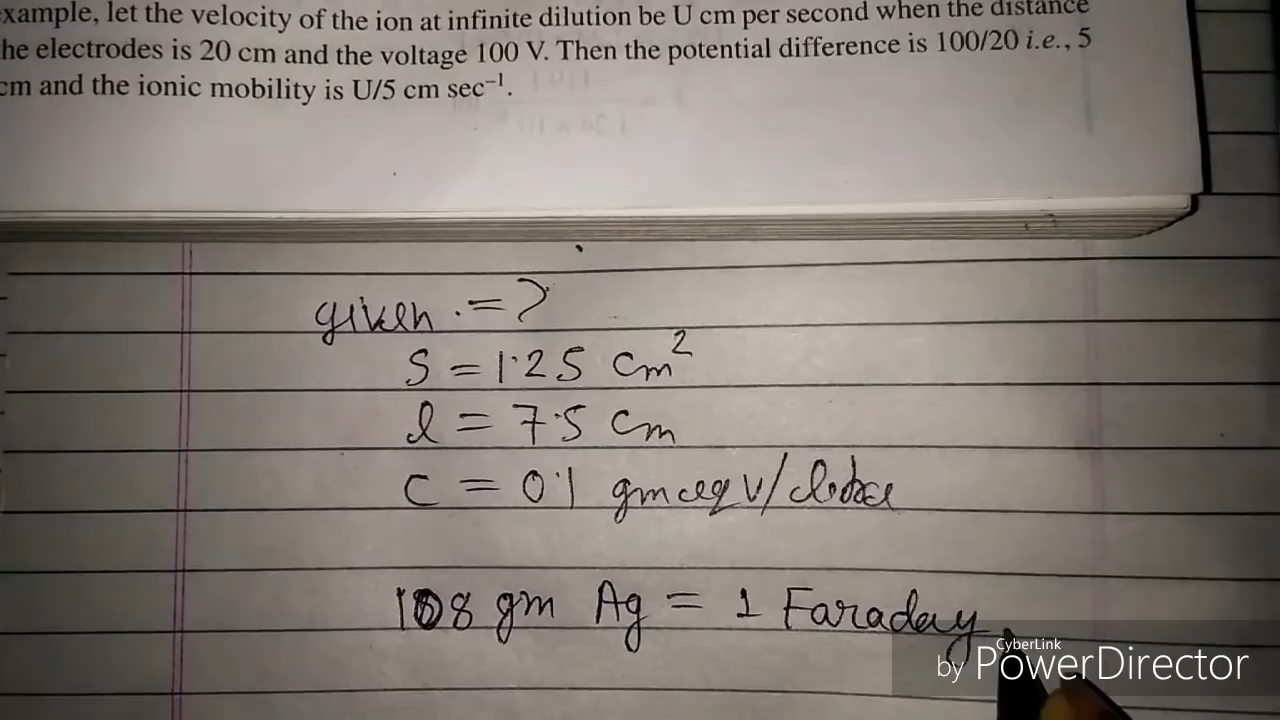 xample, let the velocity of the ion at infinite dilution be U cm per second when the distance
he electrodes is 20 cm and the voltage 100 V. Then the potential difference is 100/20 i.e., 5
cm and the ionic mobility is U/5 cm sec⁻¹.
given . = ?
S = 1.25 cm²
l = 7.5 cm
C = 0.1 gm eqv/
108 gm Ag = 1 Faraday
CyberLink
by PowerDirector